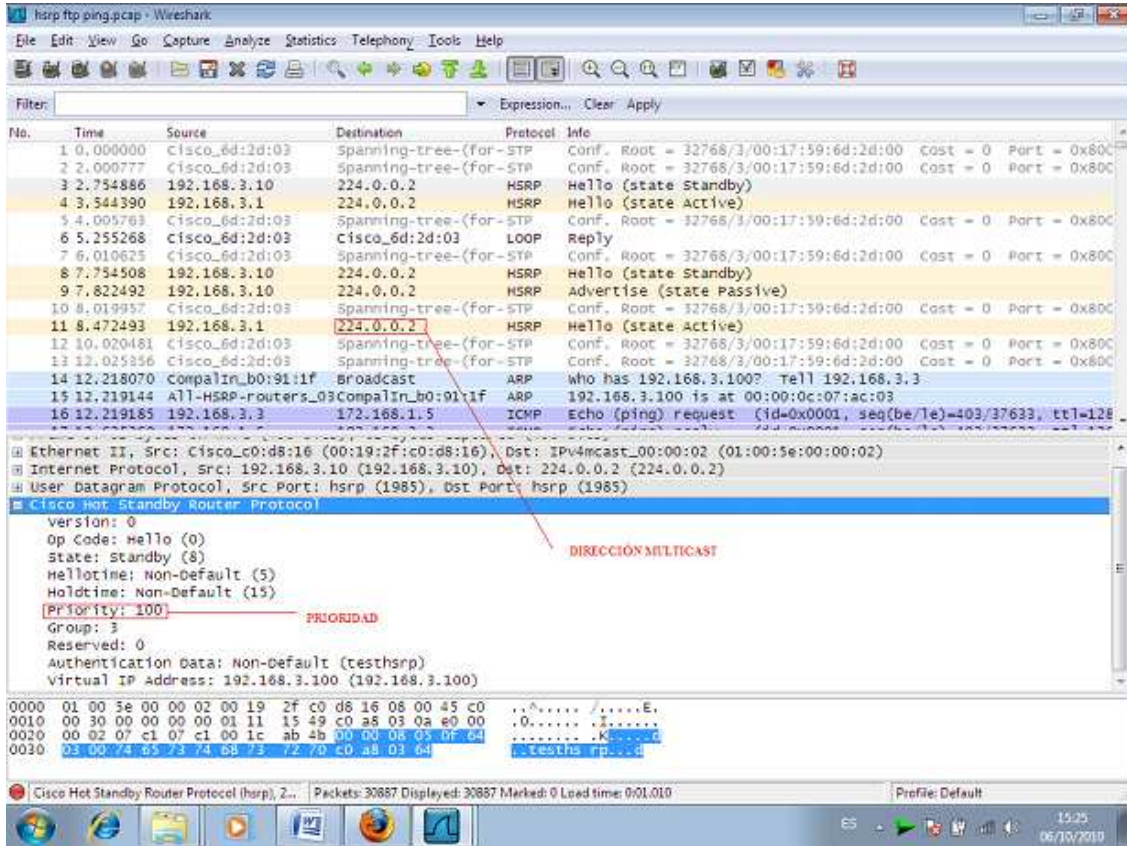 hsrp ftp ping.pcap - Wireshark
File Edit View Go Capture Analyze Statistics Telephony Tools Help
Filter: Expression... Clear Apply
No. Time Source Destination Protocol Info
1 0.000000 Cisco_6d:2d:03 Spanning-tree-(for- STP Conf. Root = 32768/3/00:17:59:6d:2d:00 Cost = 0 Port = 0x800
2 2.000777 Cisco_6d:2d:03 Spanning-tree-(for- STP Conf. Root = 32768/3/00:17:59:6d:2d:00 Cost = 0 Port = 0x800
3 2.754886 192.168.3.10 224.0.0.2 HSRP Hello (state Standby)
4 3.544390 192.168.3.1 224.0.0.2 HSRP Hello (state Active)
5 4.005763 Cisco_6d:2d:03 Spanning-tree-(for- STP Conf. Root = 32768/3/00:17:59:6d:2d:00 Cost = 0 Port = 0x800
6 5.255268 Cisco_6d:2d:03 Cisco_6d:2d:03 LOOP Reply
7 6.010625 Cisco_6d:2d:03 Spanning-tree-(for- STP Conf. Root = 32768/3/00:17:59:6d:2d:00 Cost = 0 Port = 0x800
8 7.754508 192.168.3.10 224.0.0.2 HSRP Hello (state Standby)
9 7.822492 192.168.3.10 224.0.0.2 HSRP Advertise (state Passive)
10 8.019957 Cisco_6d:2d:03 Spanning-tree-(for- STP Conf. Root = 32768/3/00:17:59:6d:2d:00 Cost = 0 Port = 0x800
11 8.472493 192.168.3.1 224.0.0.2 HSRP Hello (state Active)
12 10.020481 Cisco_6d:2d:03 Spanning-tree-(for- STP Conf. Root = 32768/3/00:17:59:6d:2d:00 Cost = 0 Port = 0x800
13 12.025356 Cisco_6d:2d:03 Spanning-tree-(for- STP Conf. Root = 32768/3/00:17:59:6d:2d:00 Cost = 0 Port = 0x800
14 12.218070 CompalIn_b0:91:1f Broadcast ARP Who has 192.168.3.100? Tell 192.168.3.3
15 12.219144 All-HSRP-routers_03 CompalIn_b0:91:1f ARP 192.168.3.100 is at 00:00:0c:07:ac:03
16 12.219185 192.168.3.3 172.168.1.5 ICMP Echo (ping) request (id=0x0001, seq(be/le)=403/37633, ttl=128
Ethernet II, Src: Cisco_c0:d8:16 (00:19:2f:c0:d8:16), Dst: IPv4mcast_00:00:02 (01:00:5e:00:00:02)
Internet Protocol, Src: 192.168.3.10 (192.168.3.10), Dst: 224.0.0.2 (224.0.0.2)
User Datagram Protocol, Src Port: hsrp (1985), Dst Port: hsrp (1985)
Cisco Hot Standby Router Protocol
Version: 0
Op Code: Hello (0)
DIRECCIÓN MULTICAST
State: Standby (8)
Hellotime: Non-Default (5)
Holdtime: Non-Default (15)
Priority: 100
PRIORIDAD
Group: 3
Reserved: 0
Authentication Data: Non-Default (testhsrp)
Virtual IP Address: 192.168.3.100 (192.168.3.100)
0000 01 00 5e 00 00 02 00 19 2f c0 d8 16 08 00 45 c0 ..^..... /.....E.
0010 00 30 00 00 00 00 01 11 15 49 c0 a8 03 0a e0 00 .0...... .I......
0020 00 02 07 c1 07 c1 00 1c ab 4b 00 00 08 05 0f 64 ........ .K.....d
0030 03 00 74 65 73 74 68 73 72 70 c0 a8 03 64 ..tesths rp...d
Cisco Hot Standby Router Protocol (hsrp), 2... Packets: 30887 Displayed: 30887 Marked: 0 Load time: 0:01.010 Profile: Default
ES 15:25
06/10/2010